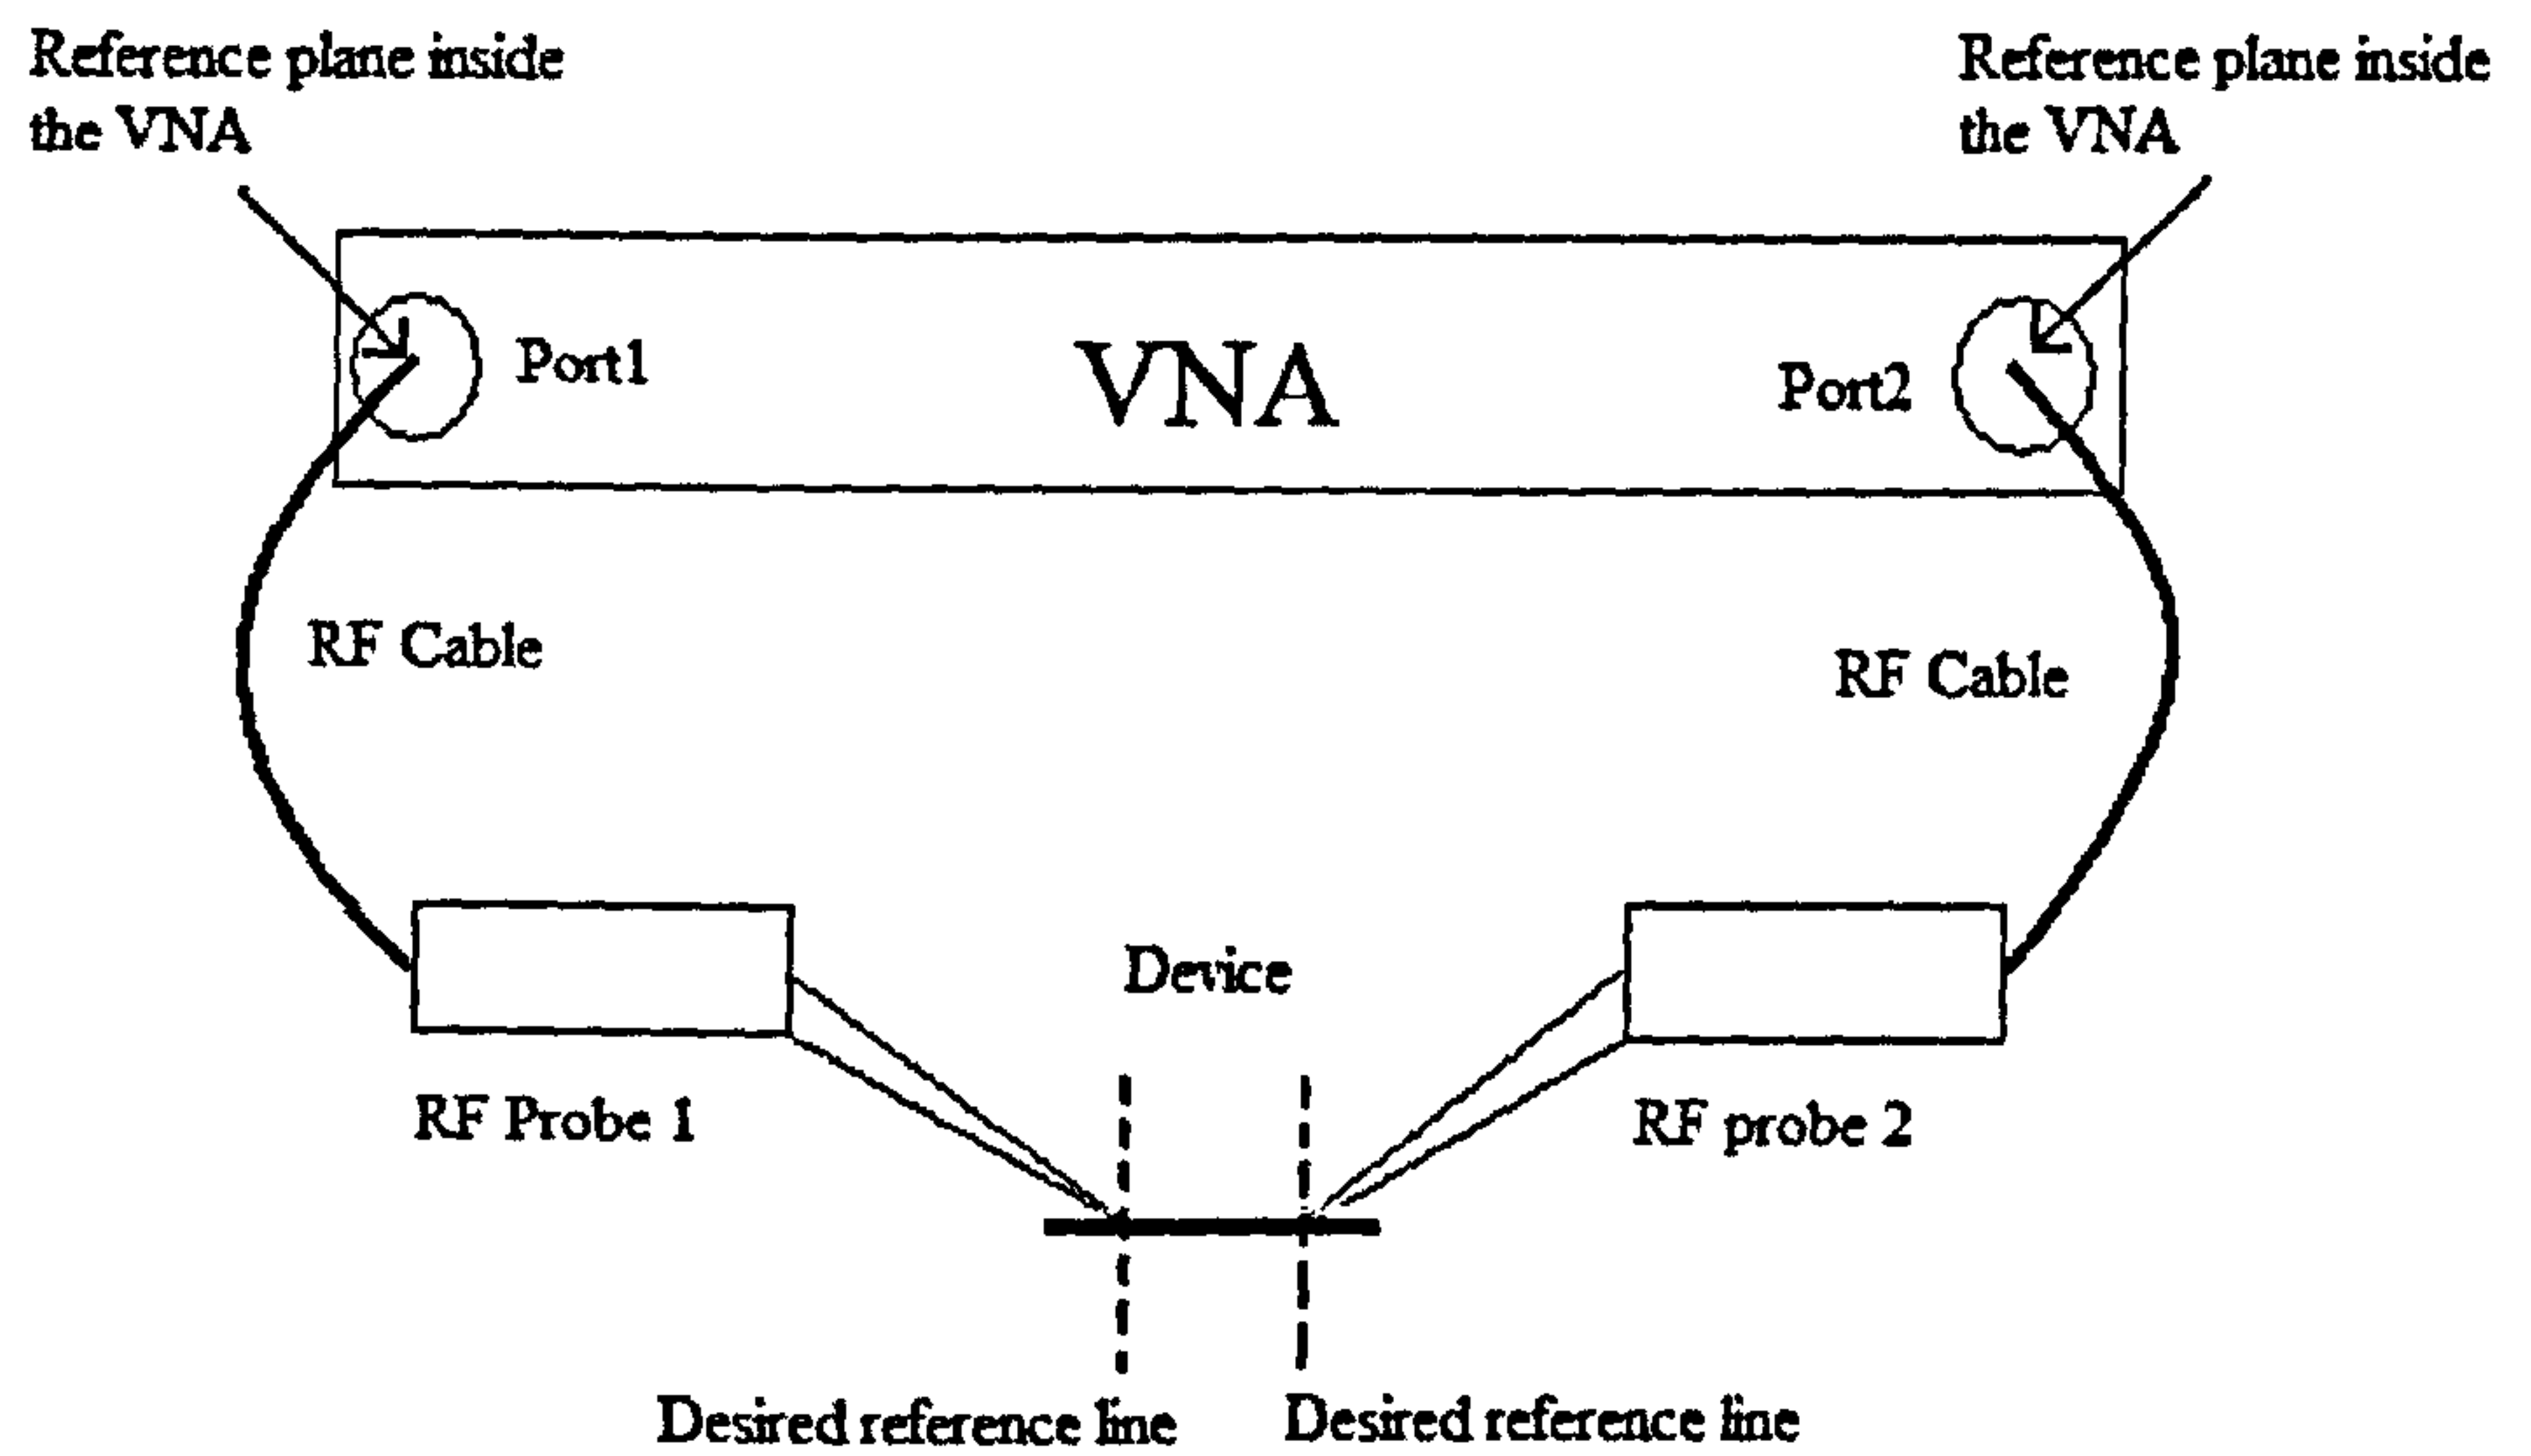 Reference plane inside
the VNA
Reference plane inside
the VNA
Port1
VNA
Port2
RF Cable
RF Cable
Device
RF Probe 1
RF probe 2
Desired reference line
Desired reference line